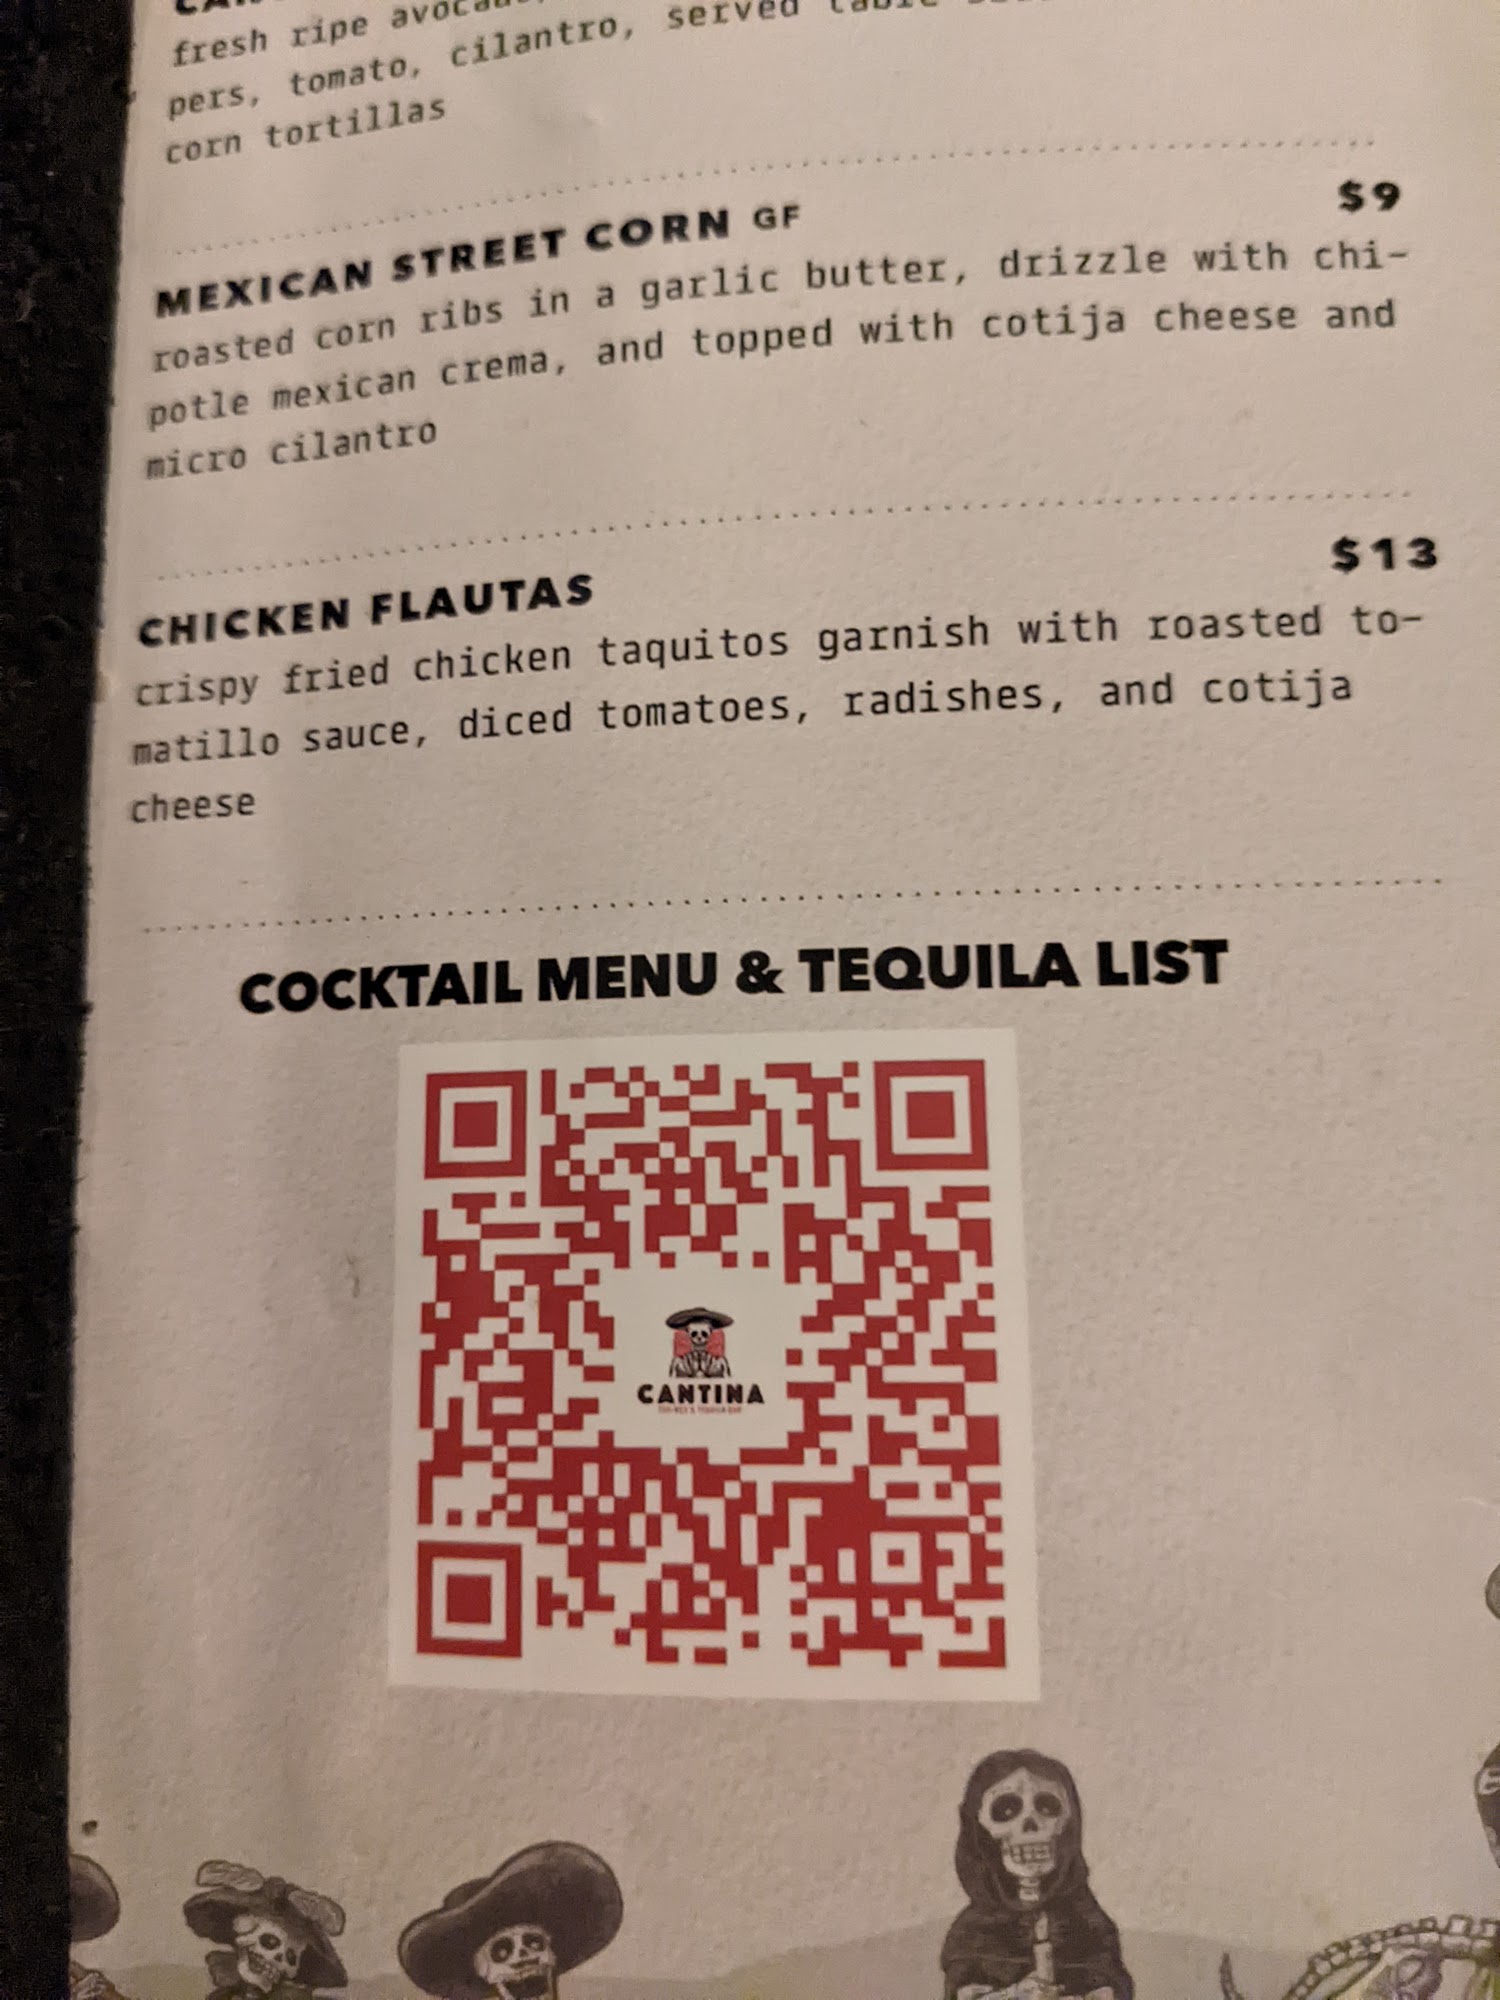 fresh ripe avocado,
pers, tomato, cilantro, served table
corn tortillas
MEXICAN STREET CORN GF $9
roasted corn ribs in a garlic butter, drizzle with chi-
potle mexican crema, and topped with cotija cheese and
micro cilantro
CHICKEN FLAUTAS $13
crispy fried chicken taquitos garnish with roasted to-
matillo sauce, diced tomatoes, radishes, and cotija
cheese
COCKTAIL MENU & TEQUILA LIST
CANTINA